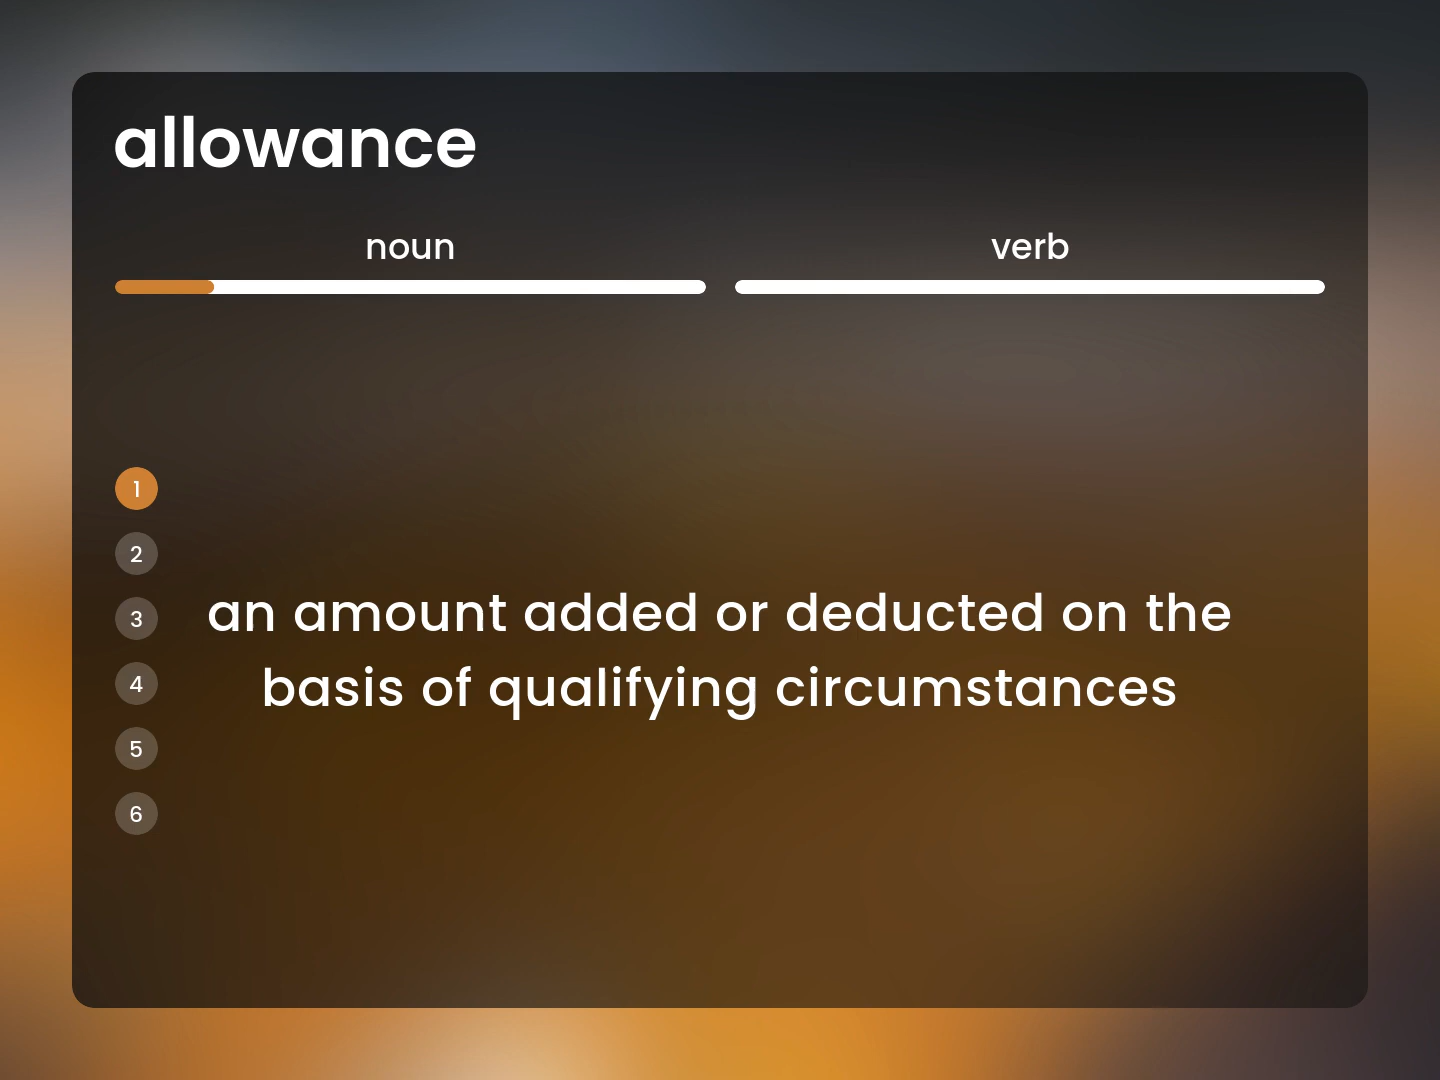 allowance
noun
verb
1
2
3
4
5
6
an amount added or deducted on the
basis of qualifying circumstances